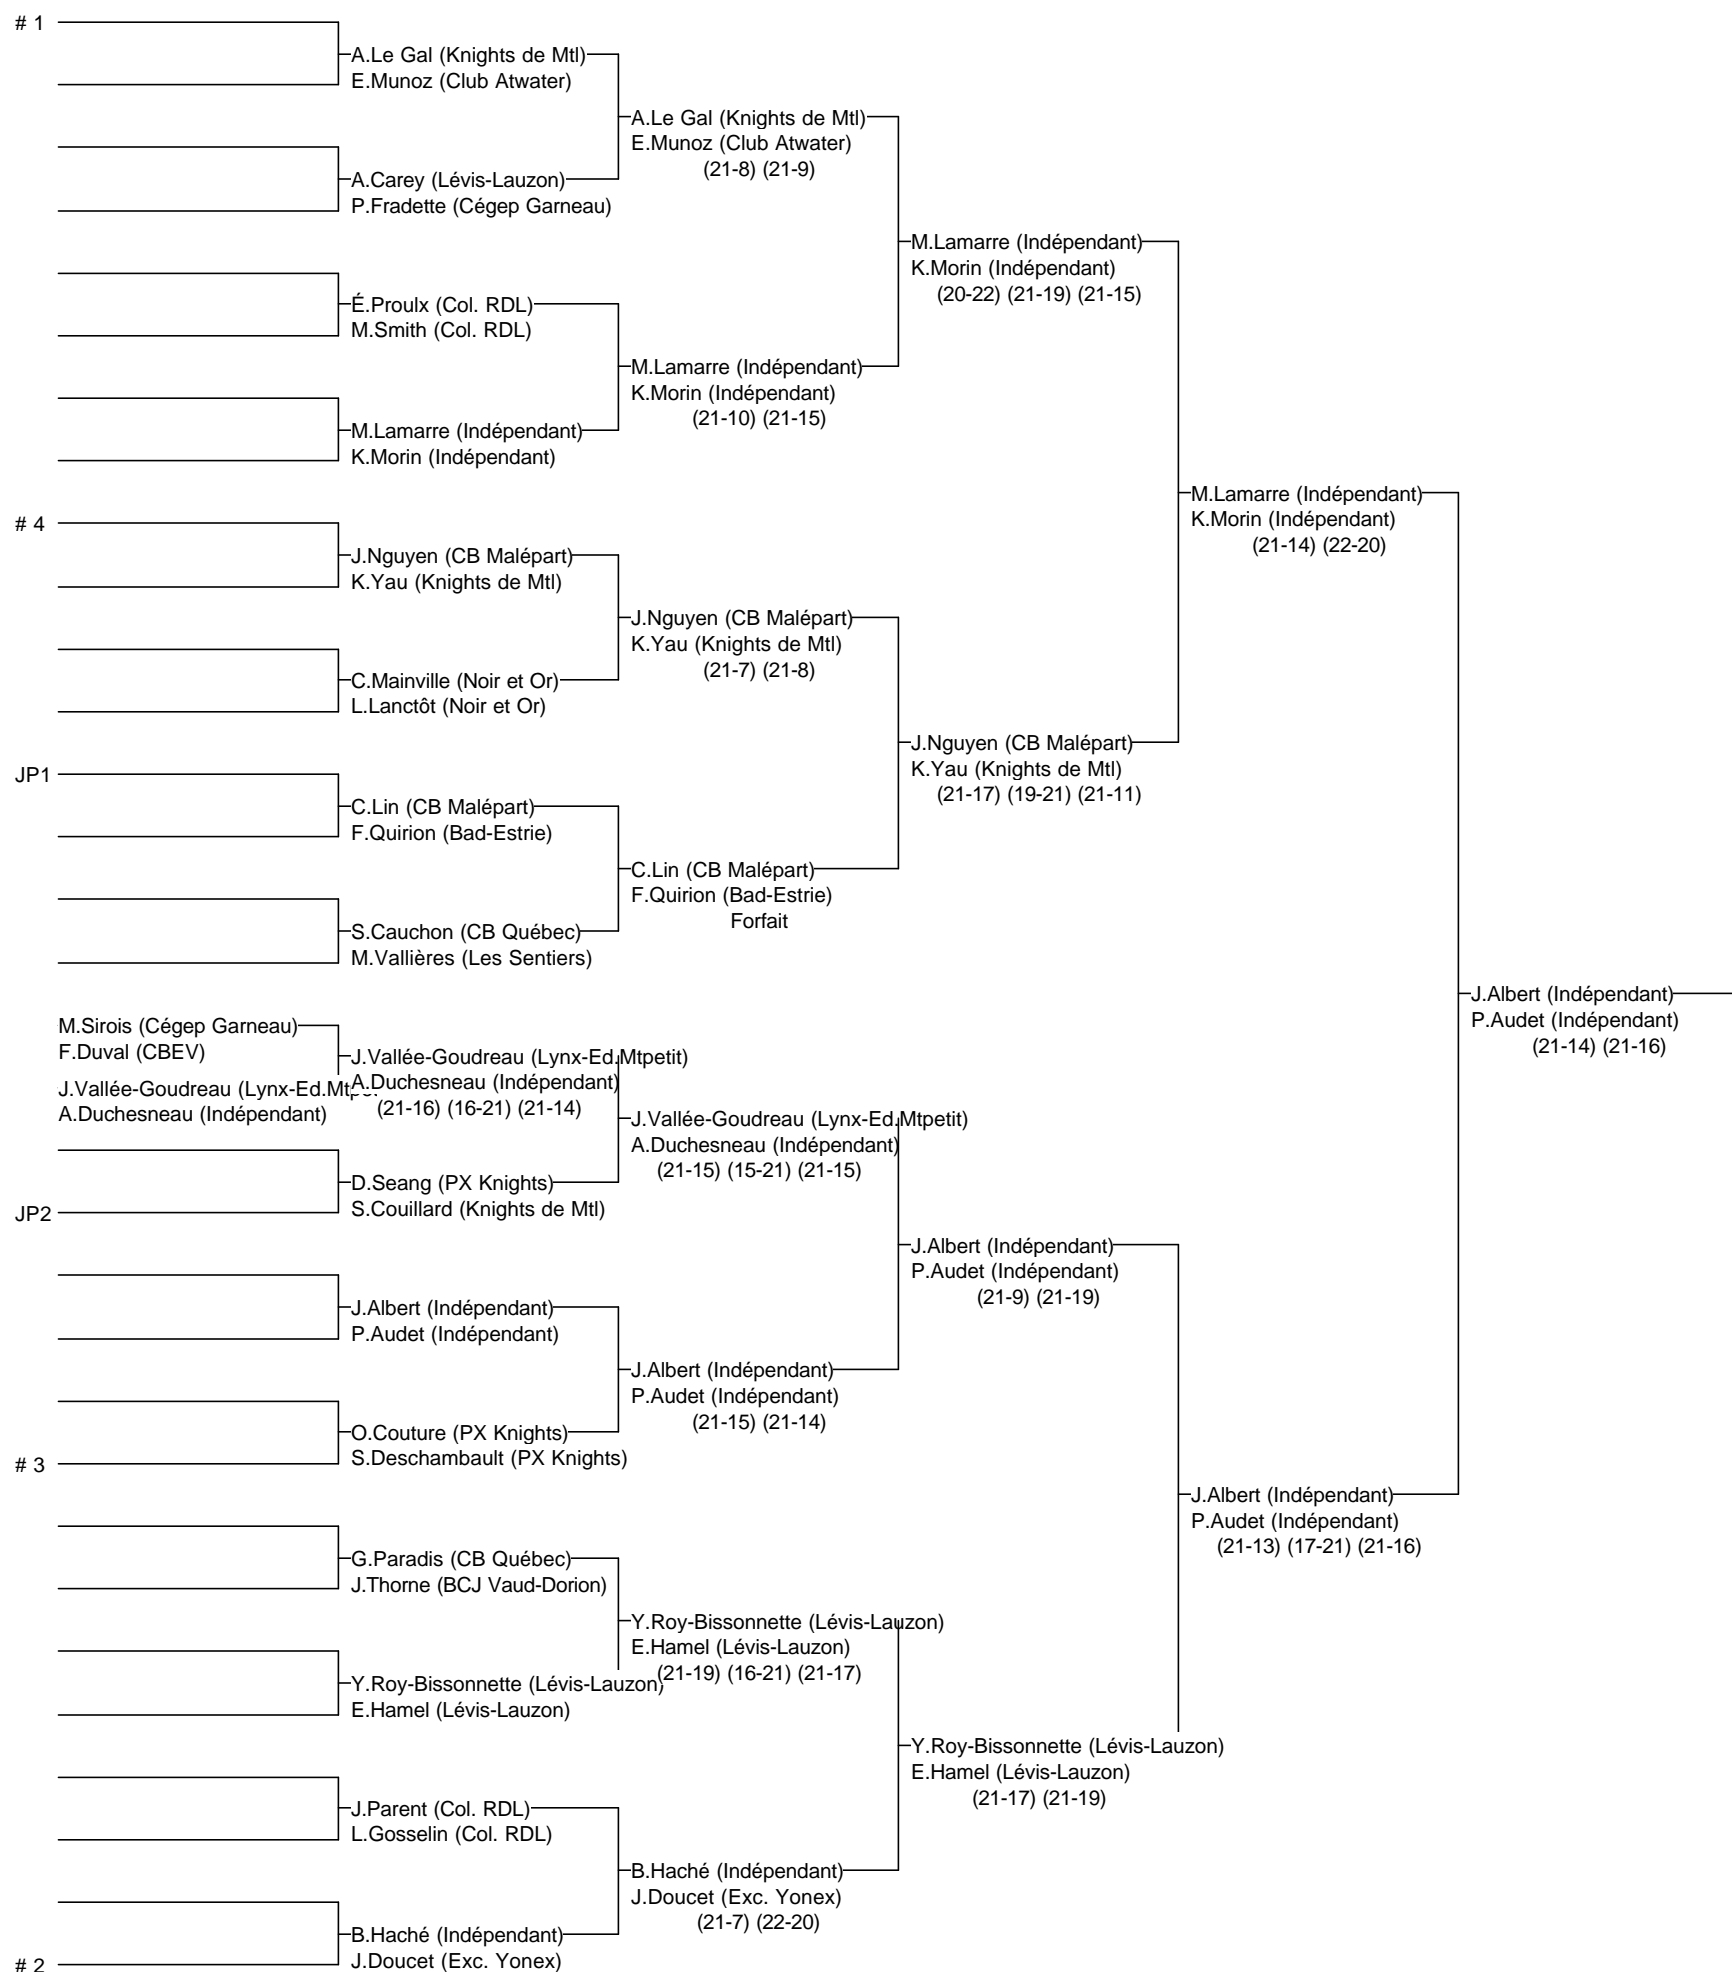 # 1
A.Le Gal (Knights de Mtl)
E.Munoz (Club Atwater)
A.Le Gal (Knights de Mtl)
E.Munoz (Club Atwater)
(21-8) (21-9)
A.Carey (Lévis-Lauzon)
P.Fradette (Cégep Garneau)
M.Lamarre (Indépendant)
K.Morin (Indépendant)
(20-22) (21-19) (21-15)
É.Proulx (Col. RDL)
M.Smith (Col. RDL)
M.Lamarre (Indépendant)
K.Morin (Indépendant)
(21-10) (21-15)
M.Lamarre (Indépendant)
K.Morin (Indépendant)
M.Lamarre (Indépendant)
K.Morin (Indépendant)
(21-14) (22-20)
# 4
J.Nguyen (CB Malépart)
K.Yau (Knights de Mtl)
J.Nguyen (CB Malépart)
K.Yau (Knights de Mtl)
(21-7) (21-8)
C.Mainville (Noir et Or)
L.Lanctôt (Noir et Or)
J.Nguyen (CB Malépart)
K.Yau (Knights de Mtl)
(21-17) (19-21) (21-11)
JP1
C.Lin (CB Malépart)
F.Quirion (Bad-Estrie)
C.Lin (CB Malépart)
F.Quirion (Bad-Estrie)
Forfait
S.Cauchon (CB Québec)
M.Vallières (Les Sentiers)
J.Albert (Indépendant)
P.Audet (Indépendant)
(21-14) (21-16)
M.Sirois (Cégep Garneau)
F.Duval (CBEV)
J.Vallée-Goudreau (Lynx-Ed.Mtpetit)
A.Duchesneau (Indépendant)
(21-16) (16-21) (21-14)
J.Vallée-Goudreau (Lynx-Ed.Mtpe
A.Duchesneau (Indépendant)
J.Vallée-Goudreau (Lynx-Ed.Mtpetit)
A.Duchesneau (Indépendant)
(21-15) (15-21) (21-15)
D.Seang (PX Knights)
S.Couillard (Knights de Mtl)
JP2
J.Albert (Indépendant)
P.Audet (Indépendant)
(21-9) (21-19)
J.Albert (Indépendant)
P.Audet (Indépendant)
J.Albert (Indépendant)
P.Audet (Indépendant)
(21-15) (21-14)
O.Couture (PX Knights)
S.Deschambault (PX Knights)
# 3
J.Albert (Indépendant)
P.Audet (Indépendant)
(21-13) (17-21) (21-16)
G.Paradis (CB Québec)
J.Thorne (BCJ Vaud-Dorion)
Y.Roy-Bissonnette (Lévis-Lauzon)
E.Hamel (Lévis-Lauzon)
(21-19) (16-21) (21-17)
Y.Roy-Bissonnette (Lévis-Lauzon)
E.Hamel (Lévis-Lauzon)
Y.Roy-Bissonnette (Lévis-Lauzon)
E.Hamel (Lévis-Lauzon)
(21-17) (21-19)
J.Parent (Col. RDL)
L.Gosselin (Col. RDL)
B.Haché (Indépendant)
J.Doucet (Exc. Yonex)
(21-7) (22-20)
B.Haché (Indépendant)
J.Doucet (Exc. Yonex)
# 2